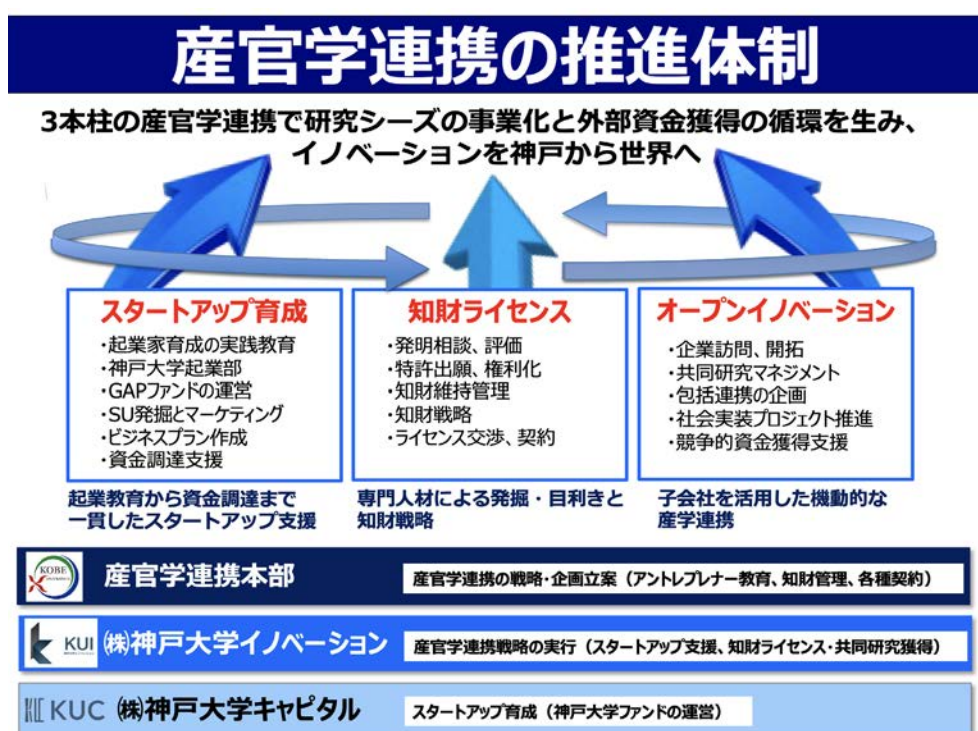 産官学連携の推進体制
3本柱の産官学連携で研究シーズの事業化と外部資金獲得の循環を生み、
イノベーションを神戸から世界へ
スタートアップ育成
・起業家育成の実践教育
・神戸大学起業部
・GAPファンドの運営
・SU発掘とマーケティング
・ビジネスプラン作成
・資金調達支援
起業教育から資金調達まで
一貫したスタートアップ支援
知財ライセンス
・発明相談、評価
・特許出願、権利化
・知財維持管理
・知財戦略
・ライセンス交渉、契約
専門人材による発掘・目利きと
知財戦略
オープンイノベーション
・企業訪問、開拓
・共同研究マネジメント
・包括連携の企画
・社会実装プロジェクト推進
・競争的資金獲得支援
子会社を活用した機動的な
産学連携
KOBE
産官学連携本部
産官学連携の戦略・企画立案（アントレプレナー教育、知財管理、各種契約）
KUI ㈱神戸大学イノベーション
産官学連携戦略の実行（スタートアップ支援、知財ライセンス・共同研究獲得）
KUC ㈱神戸大学キャピタル
スタートアップ育成（神戸大学ファンドの運営）